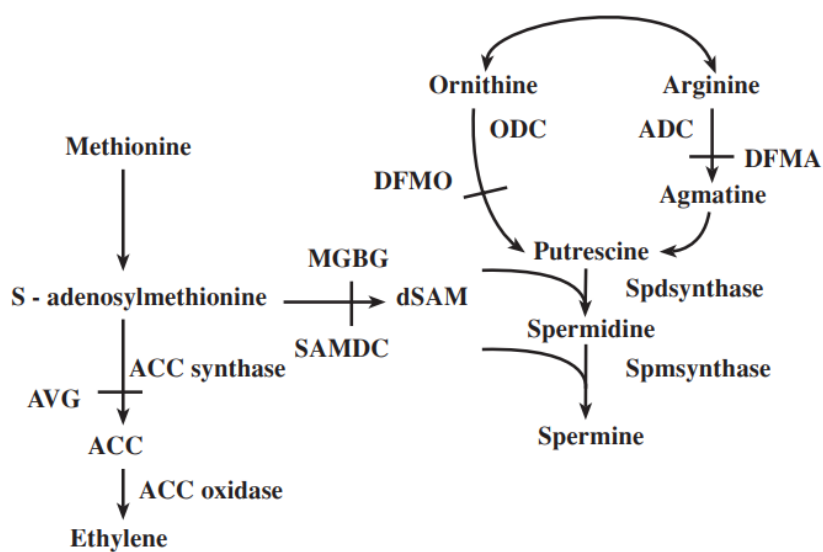 Ornithine
Arginine
ODC
ADC
Methionine
DFMO
DFMA
Agmatine
Putrescine
MGBG
S - adenosylmethionine
dSAM
Spdsynthase
Spermidine
SAMDC
ACC synthase
Spmsynthase
AVG
ACC
Spermine
ACC oxidase
Ethylene